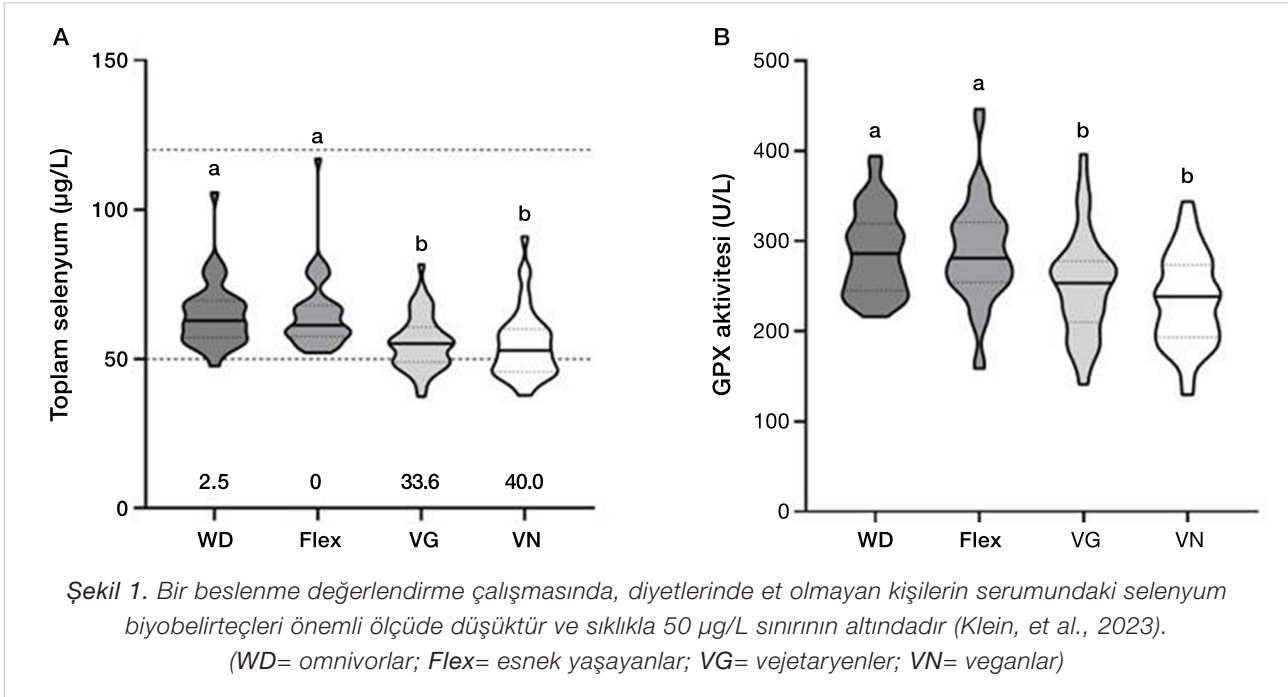 A
Toplam selenyum (µg/L)
150
100
50
0
a
a
b
b
2.5 0 33.6 40.0
WD Flex VG VN
B
GPX aktivitesi (U/L)
500
400
300
200
100
0
a
a
b
b
WD Flex VG VN
Şekil 1. Bir beslenme değerlendirme çalışmasında, diyetlerinde et olmayan kişilerin serumundaki selenyum
biyobelirteçleri önemli ölçüde düşüktür ve sıklıkla 50 µg/L sınırının altındadır (Klein, et al., 2023).
(WD= omnivorlar; Flex= esnek yaşayanlar; VG= vejetaryenler; VN= veganlar)